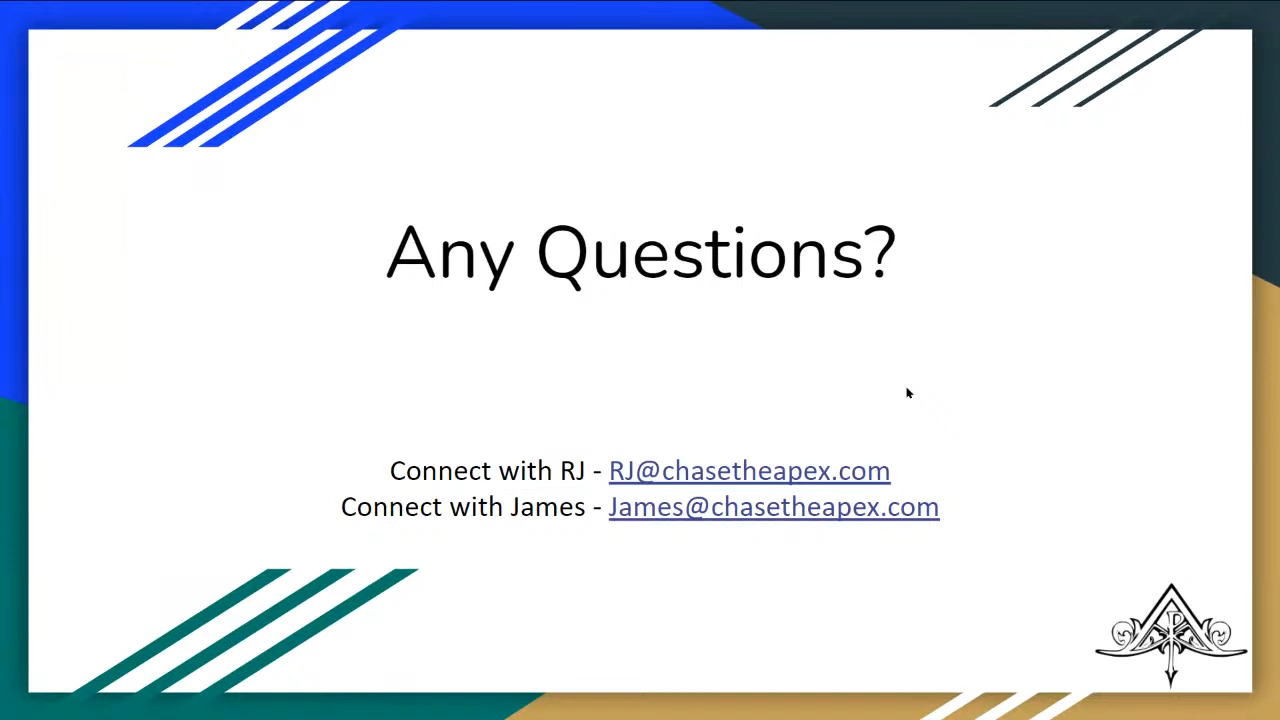 Any Questions?
Connect with RJ - RJ@chasetheapex.com
Connect with James - James@chasetheapex.com